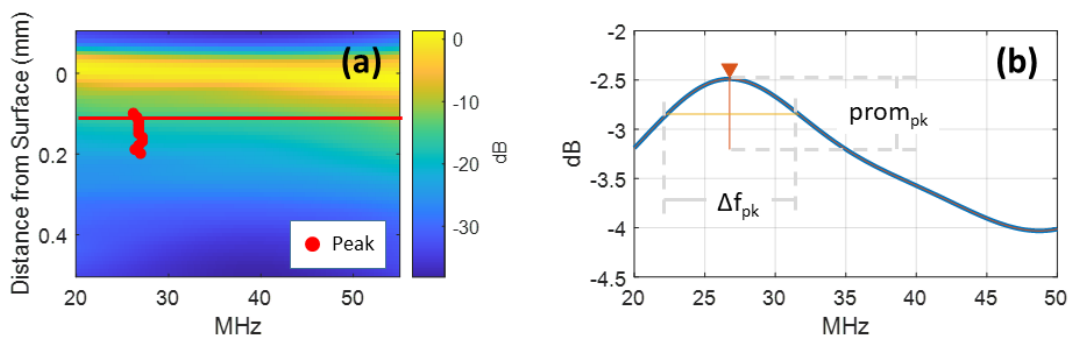 (a)
Distance from Surface (mm)
0
0.2
0.4
20
30
40
50
MHz
Peak
0
-10
-20
-30
dB
(b)
-2
-2.5
-3
-3.5
-4
-4.5
dB
prom_pk
Δf_pk
20
25
30
35
40
45
50
MHz